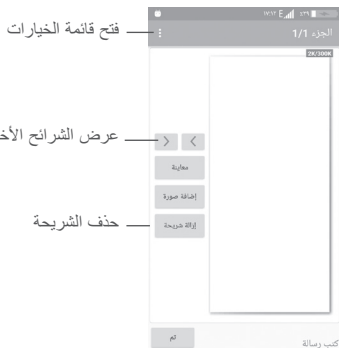 الجزء 1/1
2K/300K
فتح قائمة الخيارات
عرض الشرائح
معاينة
إضافة صورة
إزالة شريحة
حذف الشريحة
تم
كتب رسالة